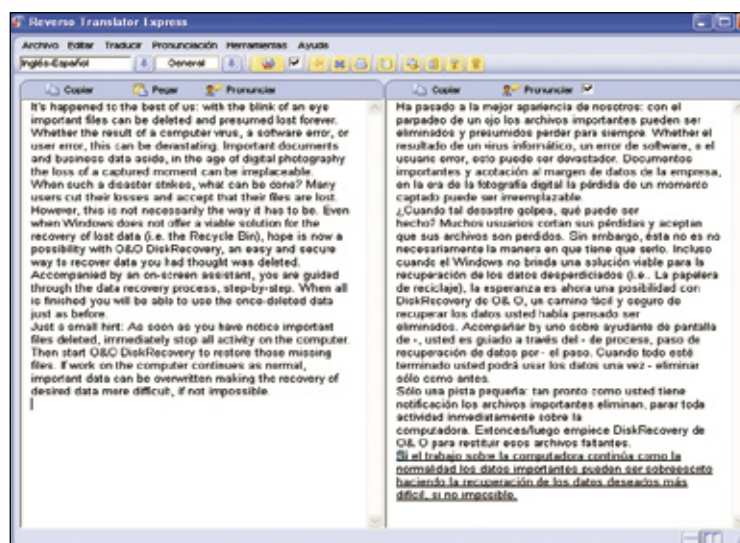 Reverso Translator Express
Archivo Editar Traducir Pronunciación Herramientas Ayuda
Inglés-Español General
Copiar Pegar Pronunciar
It's happened to the best of us: with the blink of an eye
important files can be deleted and presumed lost forever.
Whether the result of a computer virus, a software error, or
user error, this can be devastating. Important documents
and business data aside, in the age of digital photography
the loss of a captured moment can be irreplaceable.
When such a disaster strikes, what can be done? Many
users cut their losses and accept that their files are lost.
However, this is not necessarily the way it has to be. Even
when Windows does not offer a viable solution for the
recovery of lost data (i.e. the Recycle Bin), hope is now a
possibility with O&O DiskRecovery, an easy and secure
way to recover data you had thought was deleted.
Accompanied by an on-screen assistant, you are guided
through the data recovery process, step-by-step. When all
is finished you will be able to use the once-deleted data
just as before.
Just a small hint: As soon as you have notice important
files deleted, immediately stop all activity on the computer.
Then start O&O DiskRecovery to restore those missing
files. If work on the computer continues as normal,
important data can be overwritten making the recovery of
desired data more difficult, if not impossible.
Copiar Pronunciar
Ha pasado a la mejor apariencia de nosotros: con el
parpadeo de un ojo los archivos importantes pueden ser
eliminados y presumidos perder para siempre. Whether el
resultado de un virus informático, un error de software, o el
usuario error, esto puede ser devastador. Documentos
importantes y acotación al margen de datos de la empresa,
en la era de la fotografía digital la pérdida de un momento
captado puede ser irreemplazable.
¿Cuando tal desastre golpea, qué puede ser
hecho? Muchos usuarios cortan sus pérdidas y aceptan
que sus archivos son perdidos. Sin embargo, ésta no es no
necesariamente la manera en que tiene que serlo. Incluso
cuando el Windows no brinda una solución viable para la
recuperación de los datos desperdiciados (i.e.. La papelera
de reciclaje), la esperanza es ahora una posibilidad con
DiskRecovery de O& O, un camino fácil y seguro de
recuperar los datos usted había pensado ser
eliminados. Acompañar by uno sobre ayudante de pantalla
de -, usted es guiado a través del - de proceso, paso de
recuperación de datos por - el paso. Cuando todo esté
terminado usted podrá usar los datos una vez - eliminar
sólo como antes.
Sólo una pista pequeña: tan pronto como usted tiene
notificación los archivos importantes eliminan, parar toda
actividad inmediatamente sobre la
computadora. Entonces/luego empiece DiskRecovery de
O& O para restituir esos archivos faltantes.
Si el trabajo sobre la computadora continúa como la
normalidad los datos importantes pueden ser sobreescrito
haciendo la recuperación de los datos deseados más
difícil, si no imposible.